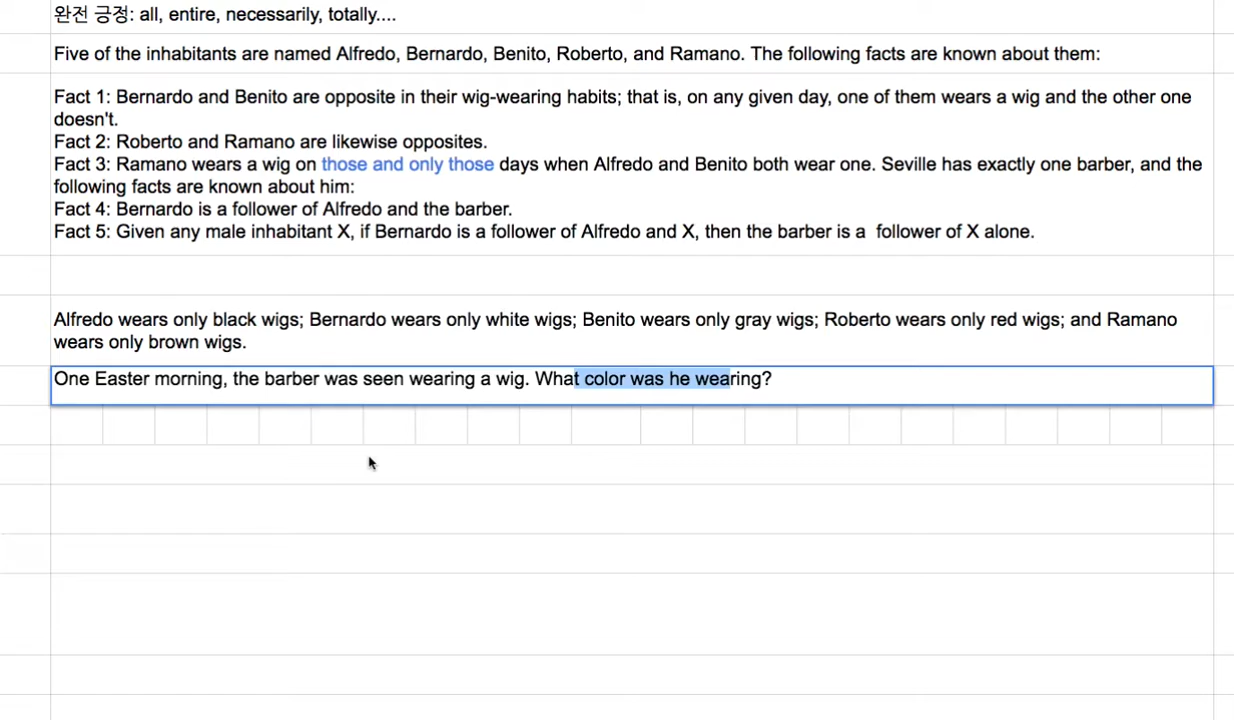 완전 긍정: all, entire, necessarily, totally....
Five of the inhabitants are named Alfredo, Bernardo, Benito, Roberto, and Ramano. The following facts are known about them:
Fact 1: Bernardo and Benito are opposite in their wig-wearing habits; that is, on any given day, one of them wears a wig and the other one
doesn't.
Fact 2: Roberto and Ramano are likewise opposites.
Fact 3: Ramano wears a wig on those and only those days when Alfredo and Benito both wear one. Seville has exactly one barber, and the
following facts are known about him:
Fact 4: Bernardo is a follower of Alfredo and the barber.
Fact 5: Given any male inhabitant X, if Bernardo is a follower of Alfredo and X, then the barber is a  follower of X alone.
Alfredo wears only black wigs; Bernardo wears only white wigs; Benito wears only gray wigs; Roberto wears only red wigs; and Ramano
wears only brown wigs.
One Easter morning, the barber was seen wearing a wig. What color was he wearing?